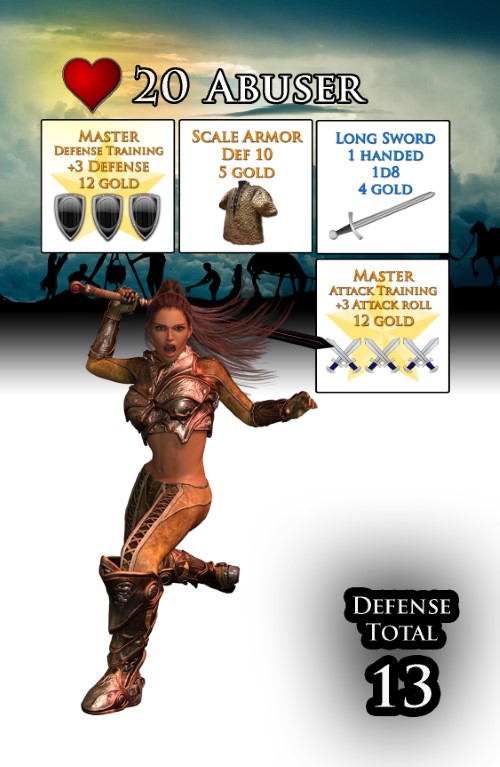 20 Abuser
Master
Defense Training
+3 Defense
12 gold
Scale Armor
Def 10
5 gold
Long Sword
1 handed
1D8
4 gold
Master
Attack Training
+3 Attack roll
12 gold
Defense
Total
13